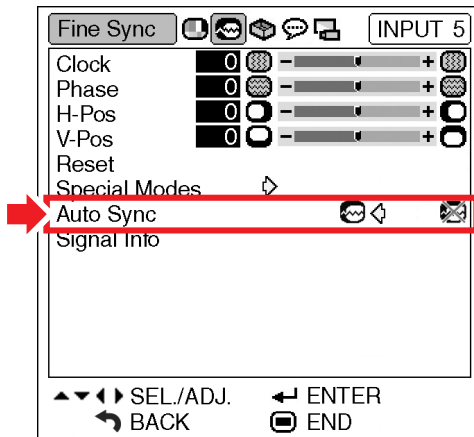 Fine Sync INPUT 5
Clock 0 - +
Phase 0 - +
H-Pos 0 - +
V-Pos 0 - +
Reset
Special Modes
Auto Sync
Signal Info
SEL./ADJ. ENTER
BACK END